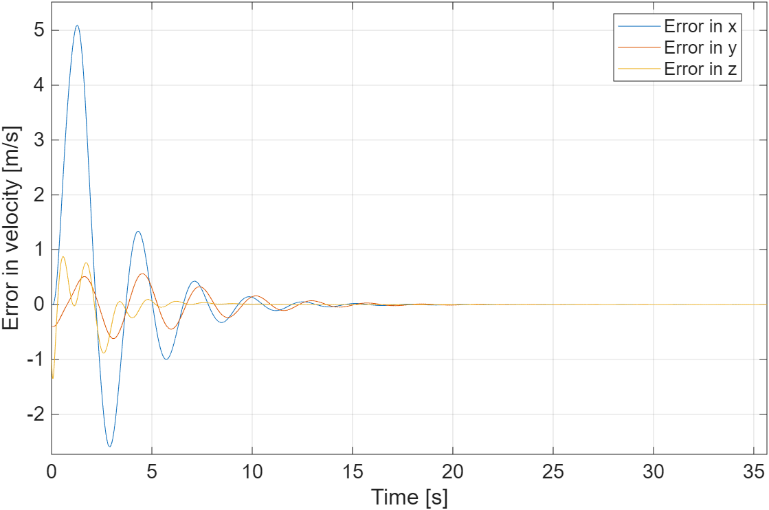 Error in x
Error in y
Error in z
Error in velocity [m/s]
5
4
3
2
1
0
-1
-2
0 5 10 15 20 25 30 35
Time [s]